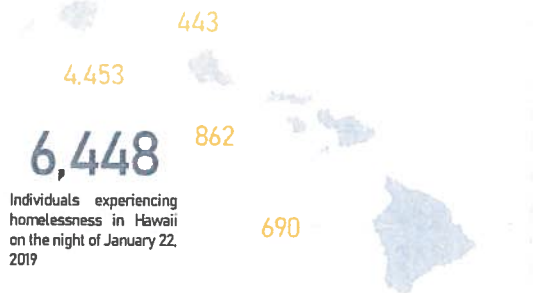 443
4.453
6,448
862
Individuals experiencing
homelessness in Hawaii
on the night of January 22,
2019
690